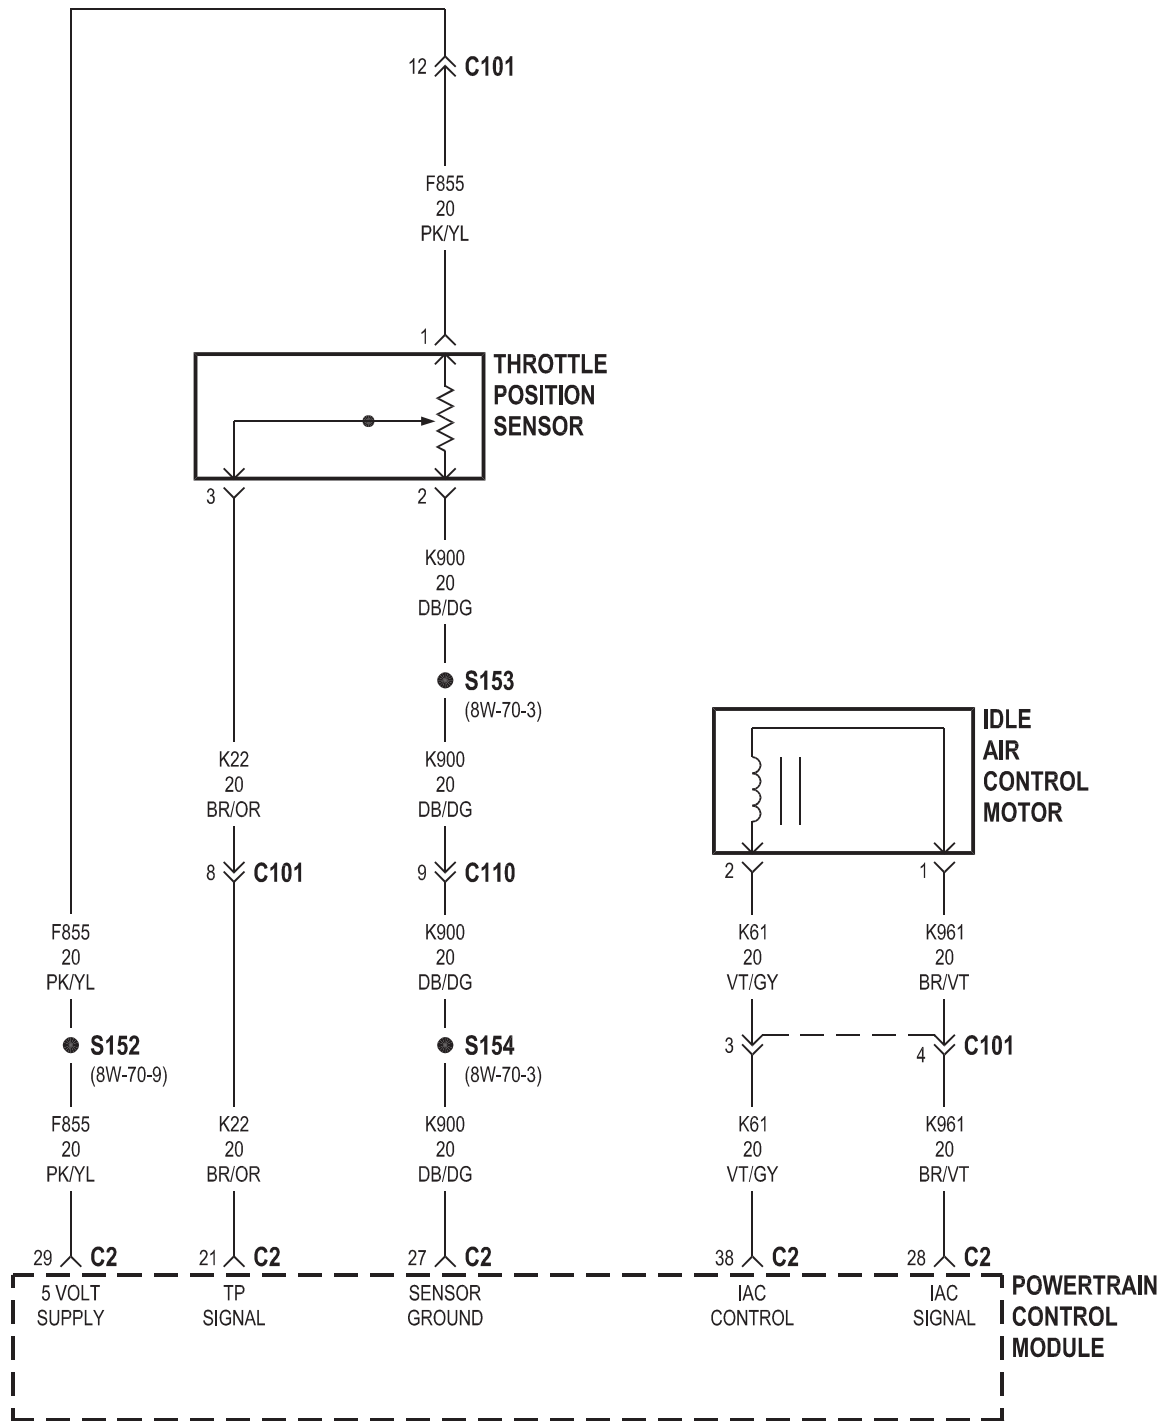 12 C101
F855
20
PK/YL
1
THROTTLE
POSITION
SENSOR
3
2
K900
20
DB/DG
S153
(8W-70-3)
IDLE
AIR
CONTROL
MOTOR
K22
20
BR/OR
K900
20
DB/DG
8 C101
9 C110
2
1
F855
20
PK/YL
K900
20
DB/DG
K61
20
VT/GY
K961
20
BR/VT
S152
(8W-70-9)
S154
(8W-70-3)
3
4 C101
F855
20
PK/YL
K22
20
BR/OR
K900
20
DB/DG
K61
20
VT/GY
K961
20
BR/VT
29 C2
21 C2
27 C2
38 C2
28 C2
5 VOLT
SUPPLY
TP
SIGNAL
SENSOR
GROUND
IAC
CONTROL
IAC
SIGNAL
POWERTRAIN
CONTROL
MODULE